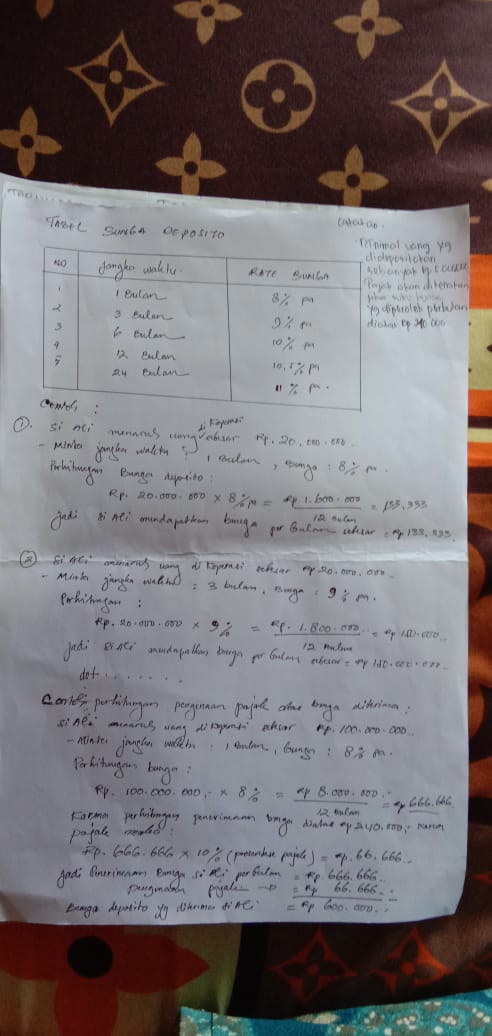 TABEL BUNGA DEPOSITO
Catatan.
- Minimal uang yg
didepositokan
sebanyak Rp
Pajak akan dikenakan
jika suku bunga
yg diperoleh perbulan
diatas Rp 240.000
NO Jangka waktu. RATE BUNGA
1 1 Bulan 8% pa
2 3 Bulan 9% pa
3 6 Bulan 10% pa
4 12 Bulan 10,5% pa
5 24 Bulan 11% pa.
Contoh :
1. Si Ali menaruh uang di Koperasi sebesar Rp. 20.000.000..
- Minta jangka waktu : 1 Bulan, Bunga : 8% pa.
Perhitungan Bunga deposito :
Rp. 20.000.000 x 8% pa = Rp 1.600.000 = 133,333
12 Bulan
Jadi Si Ali mendapatkan bunga per Bulan sebesar = Rp 133,333.
2. Si Ali menaruh uang di Koperasi sebesar Rp 20.000.000..
- Minta jangka waktu : 3 bulan, Bunga : 9% pa.
Perhitungan :
Rp. 20.000.000 x 9% = Rp. 1.800.000 = Rp 150.000..
12 Bulan
Jadi Si Ali mendapatkan bunga per Bulan sebesar = Rp 150.000.000..
dst. . . . . . . .
Contoh perhitungan pengenaan pajak atas bunga diterima :
Si Ali menaruh uang di Koperasi sebesar Rp. 100.000.000..
- Minta jangka waktu : 1 Bulan, bunga : 8% pa.
Perhitungan bunga :
Rp. 100.000.000,- x 8% = Rp 8.000.000,- = Rp 666.666
12 Bulan
Karena perhitungan penerimaan bunga diatas Rp 240.000,-
pajak :
Rp. 666.666 x 10% (prosentase pajak) = Rp. 66.666..
Jadi Penerimaan Bunga Si Ali per Bulan = Rp 666.666..
pengenaan pajak -> = Rp 66.666..
Bunga deposito yg diterima Si Ali = Rp 600.000..